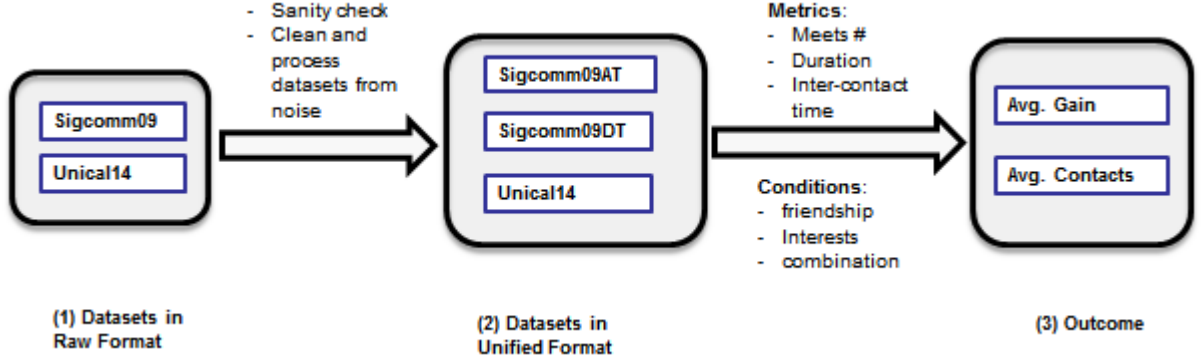 - Sanity check
- Clean and
process
datasets from
noise
Metrics:
- Meets #
- Duration
- Inter-contact
time
Sigcomm09
Unical14
Sigcomm09AT
Sigcomm09DT
Unical14
Avg. Gain
Avg. Contacts
Conditions:
- friendship
- Interests
- combination
(1) Datasets in
Raw Format
(2) Datasets in
Unified Format
(3) Outcome